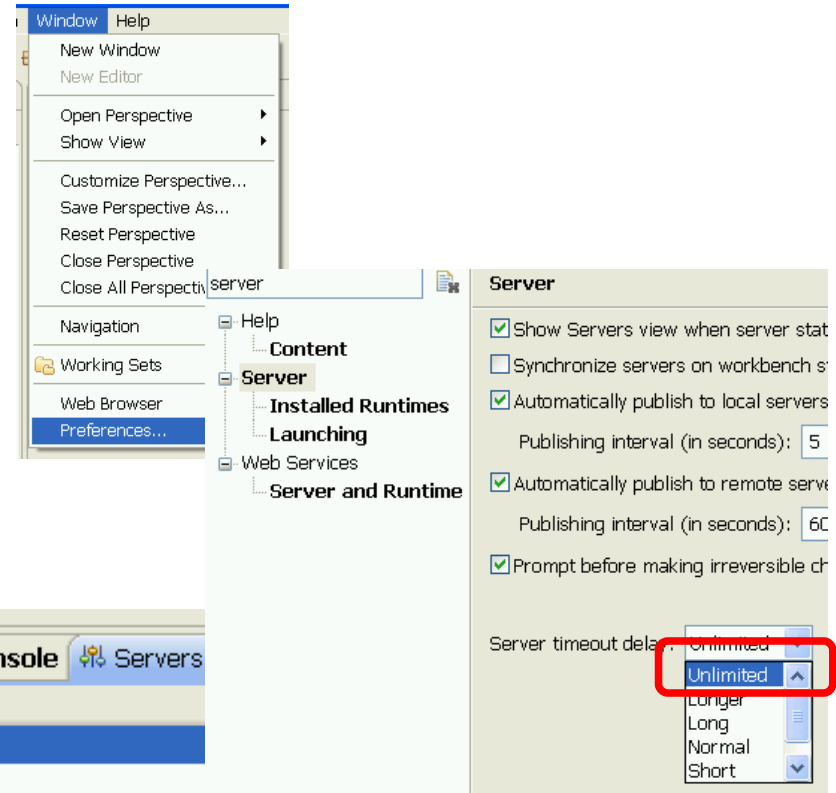 Window Help
New Window
New Editor
Open Perspective
Show View
Customize Perspective...
Save Perspective As...
Reset Perspective
Close Perspective
Close All Perspectiv
Navigation
Working Sets
Web Browser
Preferences...
server
Help
Content
Server
Installed Runtimes
Launching
Web Services
Server and Runtime
Server
Show Servers view when server stat
Synchronize servers on workbench s
Automatically publish to local servers
Publishing interval (in seconds): 5
Automatically publish to remote serve
Publishing interval (in seconds): 60
Prompt before making irreversible ch
Server timeout delay: Unlimited
Unlimited
Longer
Long
Normal
Short
nsole Servers